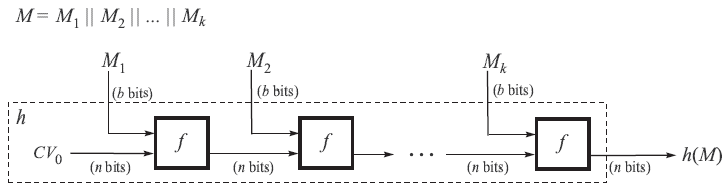 M = M₁ || M₂ || ... || Mₖ
M₁ M₂ Mₖ
(b bits) (b bits) (b bits)
h
f f f
CV₀ ... h(M)
(n bits) (n bits) (n bits) (n bits)